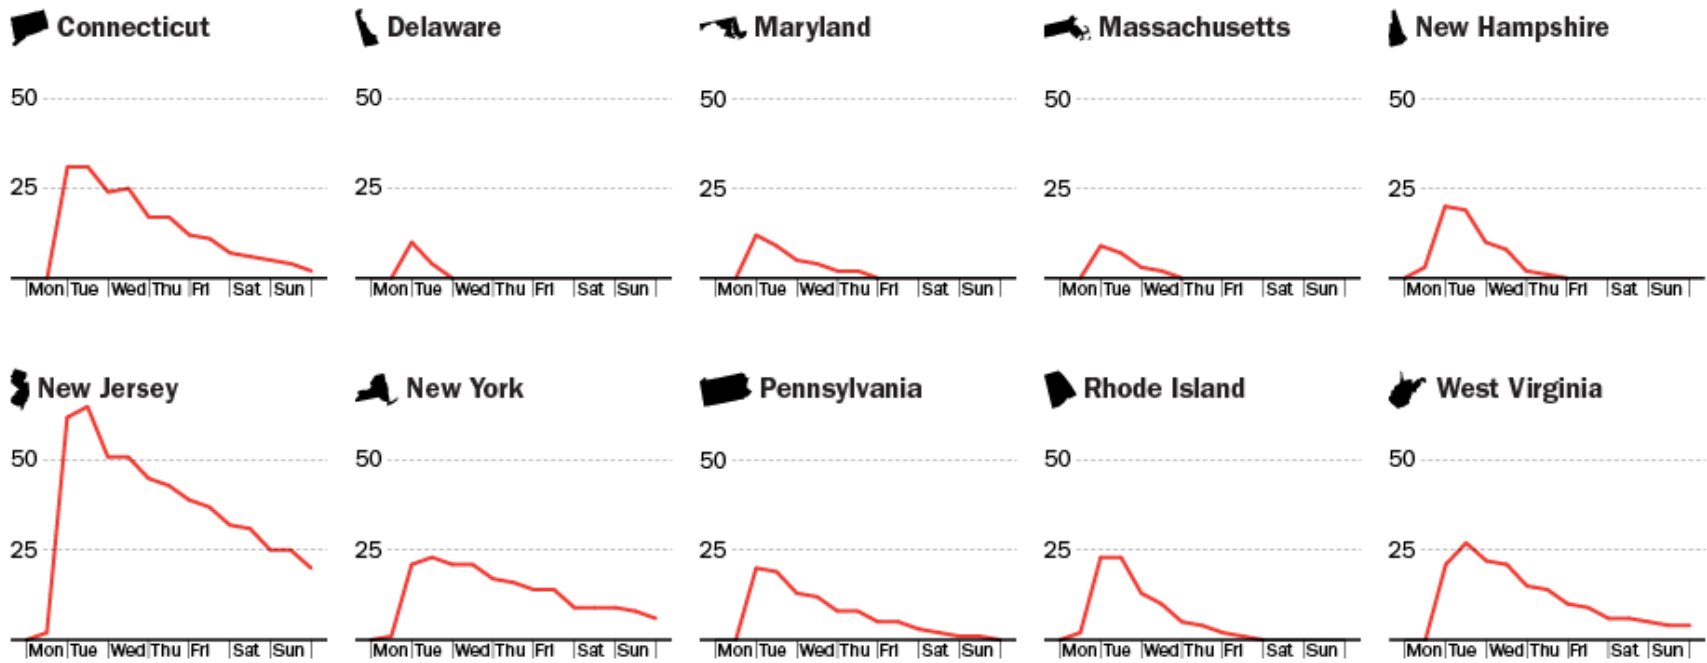 Connecticut Delaware Maryland Massachusetts New Hampshire
50 50 50 50 50
25 25 25 25 25
Mon Tue Wed Thu Fri Sat Sun Mon Tue Wed Thu Fri Sat Sun Mon Tue Wed Thu Fri Sat Sun Mon Tue Wed Thu Fri Sat Sun Mon Tue Wed Thu Fri Sat Sun
New Jersey New York Pennsylvania Rhode Island West Virginia
50 50 50 50 50
25 25 25 25 25
Mon Tue Wed Thu Fri Sat Sun Mon Tue Wed Thu Fri Sat Sun Mon Tue Wed Thu Fri Sat Sun Mon Tue Wed Thu Fri Sat Sun Mon Tue Wed Thu Fri Sat Sun